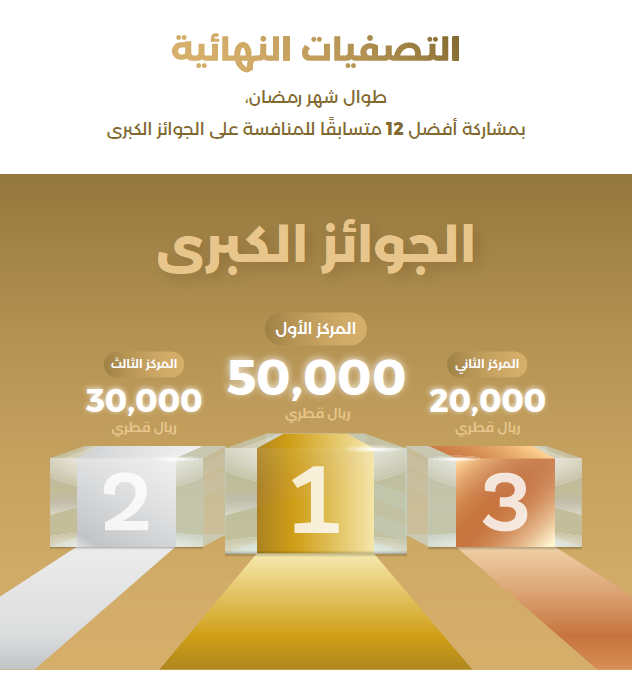 التصفيات النهائية
طوال شهر رمضان،
بمشاركة أفضل 12 متسابقًا للمنافسة على الجوائز الكبرى
الجوائز الكبرى
المركز الأول
50,000
ريال قطري
المركز الثاني
20,000
ريال قطري
المركز الثالث
30,000
ريال قطري
3
1
2